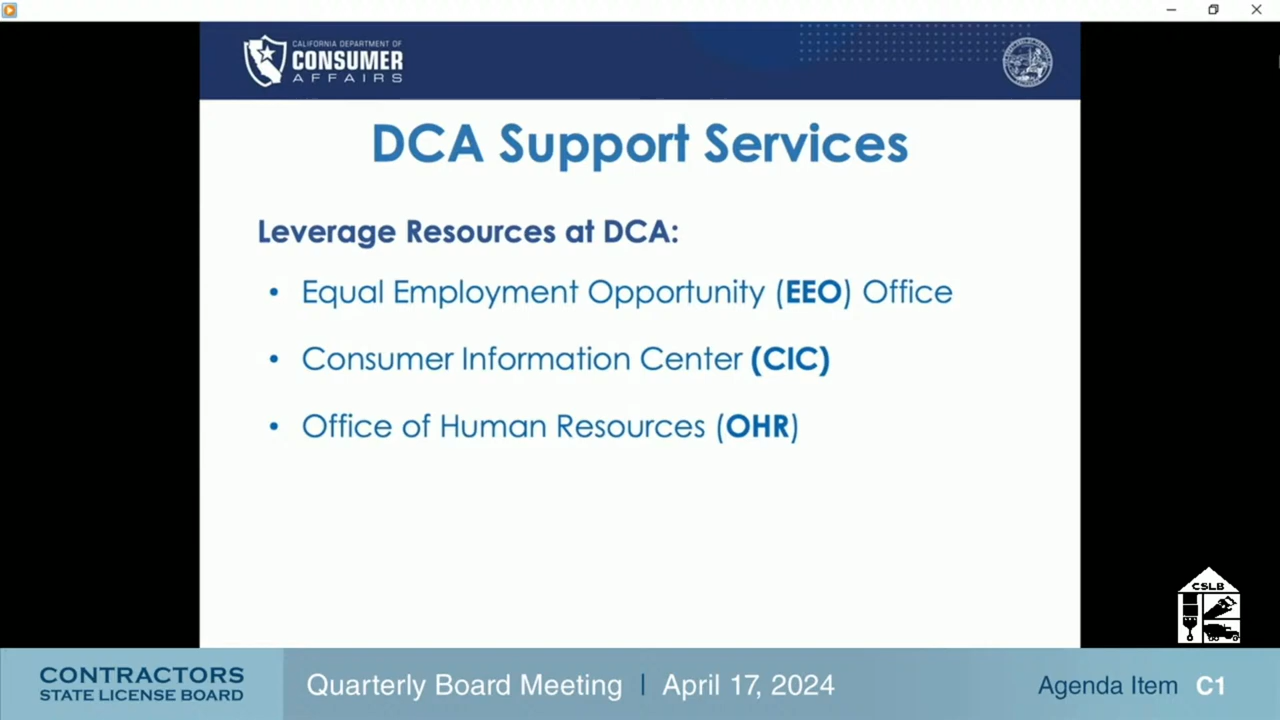 CALIFORNIA DEPARTMENT OF
CONSUMER
AFFAIRS
DCA Support Services
Leverage Resources at DCA:
• Equal Employment Opportunity (EEO) Office
• Consumer Information Center (CIC)
• Office of Human Resources (OHR)
CSLB
CONTRACTORS
STATE LICENSE BOARD
Quarterly Board Meeting | April 17, 2024
Agenda Item C1